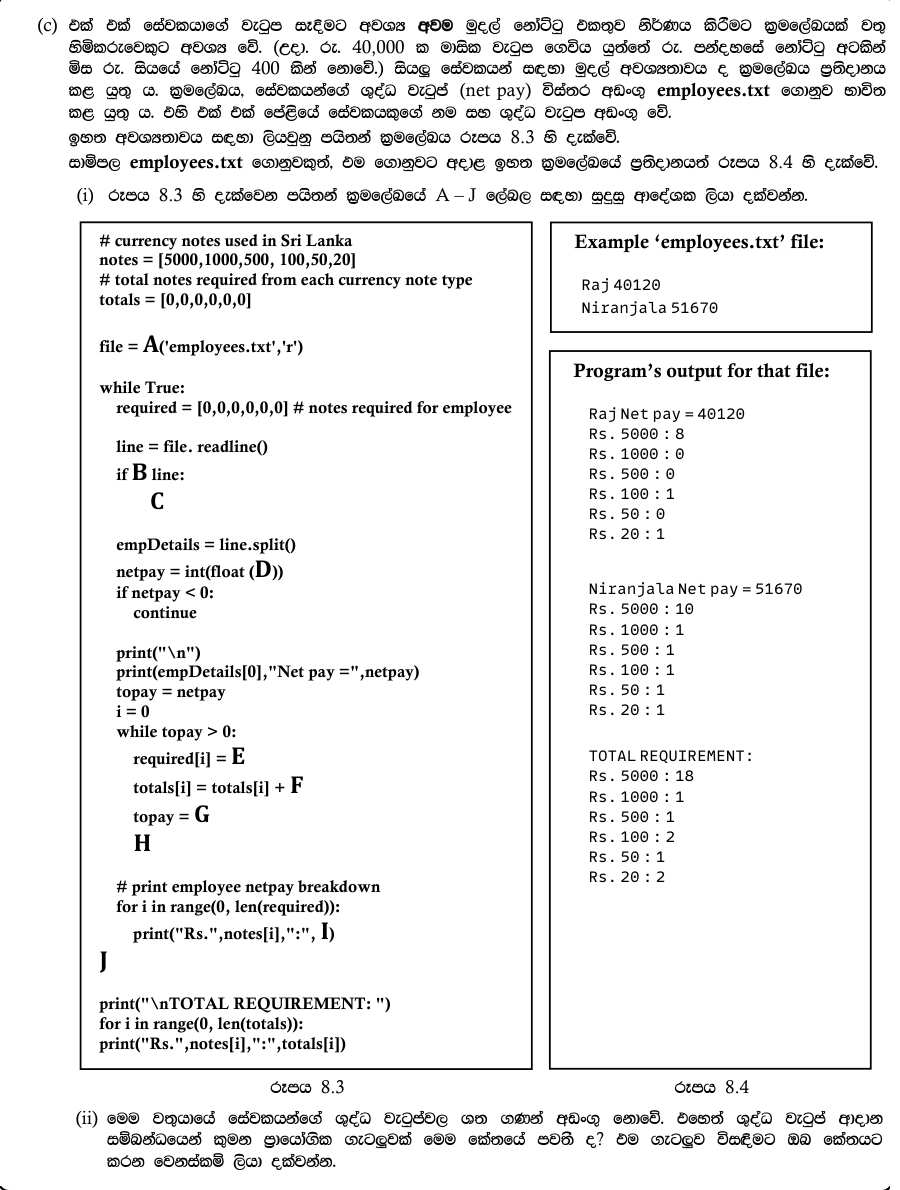 (c) එක් එක් සේවකයාගේ වැටුප සෑදීමට අවශ්‍ය අවම මුදල් නෝට්ටු එකතුව නිර්ණය කිරීමට ක්‍රමලේඛයක් වතු
හිමිකරුවෙකුට අවශ්‍ය වේ. (උදා. රු. 40,000 ක මාසික වැටුප ගෙවිය යුත්තේ රු. පන්දහසේ නෝට්ටු අටකින්
මිස රු. සියයේ නෝට්ටු 400 කින් නොවේ.) සියලු සේවකයන් සඳහා මුදල් අවශ්‍යතාවය ද ක්‍රමලේඛය ප්‍රතිදානය
කළ යුතු ය. ක්‍රමලේඛය, සේවකයන්ගේ ශුද්ධ වැටුප් (net pay) විස්තර අඩංගු employees.txt ගොනුව භාවිත
කළ යුතු ය. එහි එක් එක් පේළියේ සේවකයකුගේ නම සහ ශුද්ධ වැටුප අඩංගු වේ.
ඉහත අවශ්‍යතාවය සඳහා ලියවුනු පයිතන් ක්‍රමලේඛය රූපය 8.3 හි දැක්වේ.
සාම්පල employees.txt ගොනුවකුත්, එම ගොනුවට අදාළ ඉහත ක්‍රමලේඛයේ ප්‍රතිදානයත් රූපය 8.4 හි දැක්වේ.
(i) රූපය 8.3 හි දැක්වෙන පයිතන් ක්‍රමලේඛයේ A – J ලේබල සඳහා සුදුසු ආදේශක ලියා දක්වන්න.
# currency notes used in Sri Lanka
notes = [5000,1000,500, 100,50,20]
# total notes required from each currency note type
totals = [0,0,0,0,0,0]
file = A('employees.txt','r')
while True:
required = [0,0,0,0,0,0] # notes required for employee
line = file. readline()
if B line:
C
empDetails = line.split()
netpay = int(float (D))
if netpay < 0:
continue
print("\n")
print(empDetails[0],"Net pay =",netpay)
topay = netpay
i = 0
while topay > 0:
required[i] = E
totals[i] = totals[i] + F
topay = G
H
# print employee netpay breakdown
for i in range(0, len(required)):
print("Rs.",notes[i],":", I)
J
print("\nTOTAL REQUIREMENT: ")
for i in range(0, len(totals)):
print("Rs.",notes[i],":",totals[i])
රූපය 8.3
Example ‘employees.txt’ file:
Raj 40120
Niranjala 51670
Program’s output for that file:
Raj Net pay = 40120
Rs. 5000 : 8
Rs. 1000 : 0
Rs. 500 : 0
Rs. 100 : 1
Rs. 50 : 0
Rs. 20 : 1
Niranjala Net pay = 51670
Rs. 5000 : 10
Rs. 1000 : 1
Rs. 500 : 1
Rs. 100 : 1
Rs. 50 : 1
Rs. 20 : 1
TOTAL REQUIREMENT:
Rs. 5000 : 18
Rs. 1000 : 1
Rs. 500 : 1
Rs. 100 : 2
Rs. 50 : 1
Rs. 20 : 2
රූපය 8.4
(ii) මෙම වතුයායේ සේවකයන්ගේ ශුද්ධ වැටුප්වල ශත ගණන් අඩංගු නොවේ. එහෙත් ශුද්ධ වැටුප් ආදාන
සම්බන්ධයෙන් කුමන ප්‍රායෝගික ගැටලුවක් මෙම කේතයේ පවතී ද? එම ගැටලුව විසඳීමට ඔබ කේතයට
කරන වෙනස්කම් ලියා දක්වන්න.